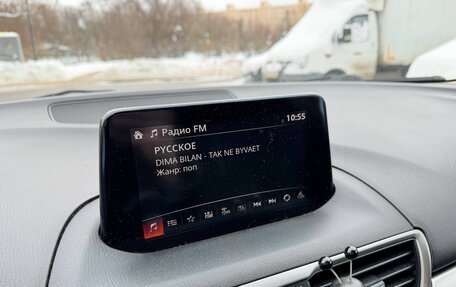 Радио FM
10:55
РУССКОЕ
DIMA BILAN - TAK NE BYVAET
Жанр: поп